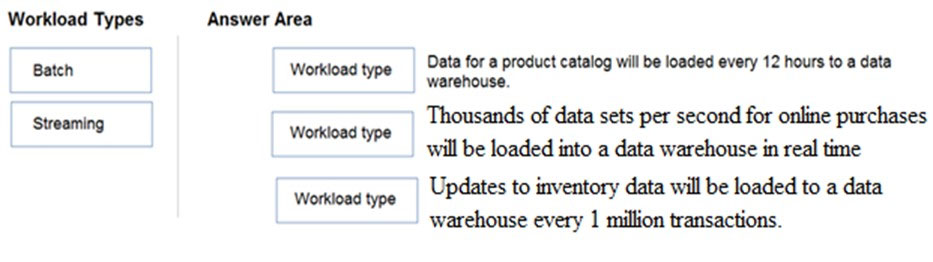 Workload Types
Answer Area
Batch
Streaming
Workload type
Data for a product catalog will be loaded every 12 hours to a data
warehouse.
Workload type
Thousands of data sets per second for online purchases
will be loaded into a data warehouse in real time
Workload type
Updates to inventory data will be loaded to a data
warehouse every 1 million transactions.